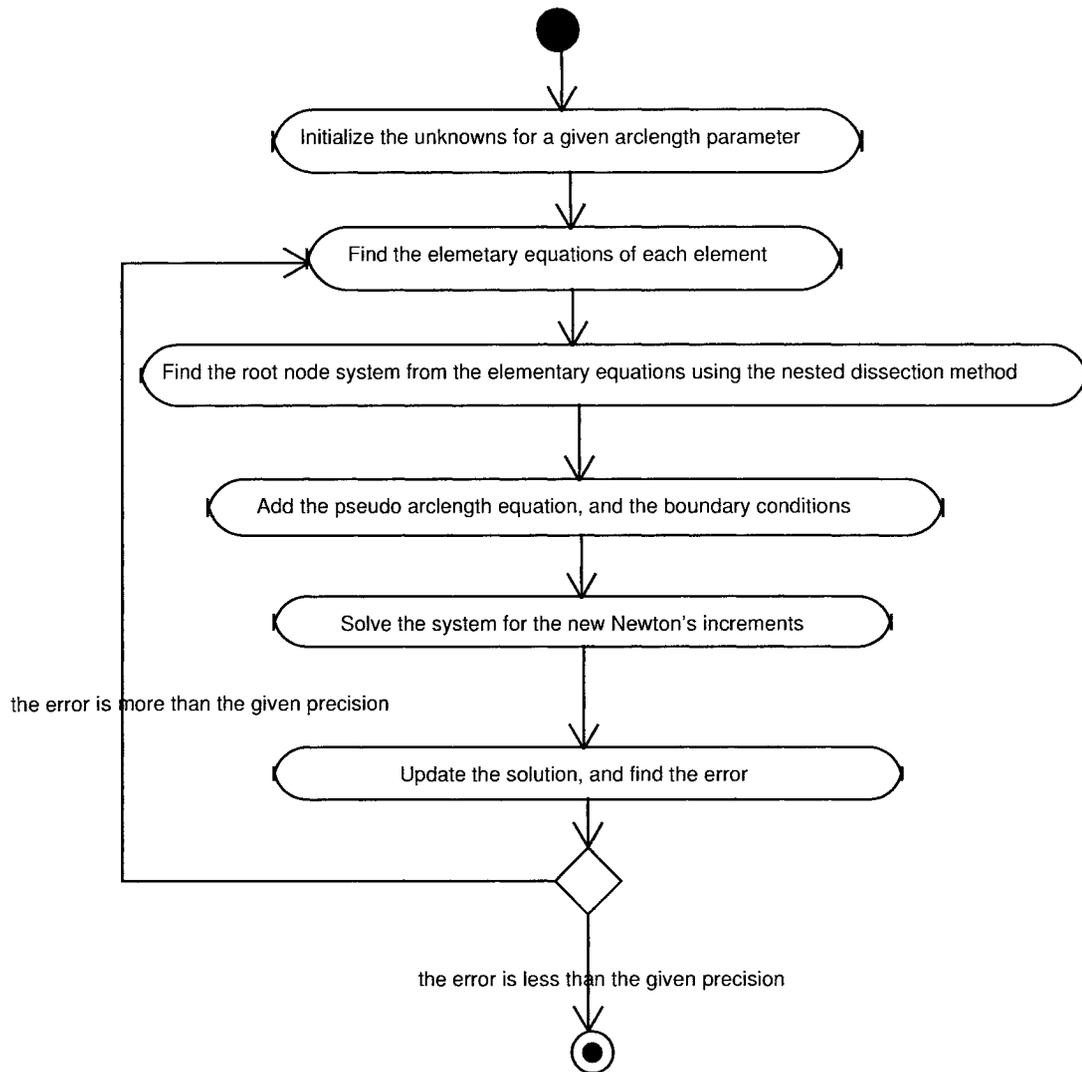 Initialize the unknowns for a given arclength parameter
Find the elemetary equations of each element
Find the root node system from the elementary equations using the nested dissection method
Add the pseudo arclength equation, and the boundary conditions
Solve the system for the new Newton's increments
the error is more than the given precision
Update the solution, and find the error
the error is less than the given precision